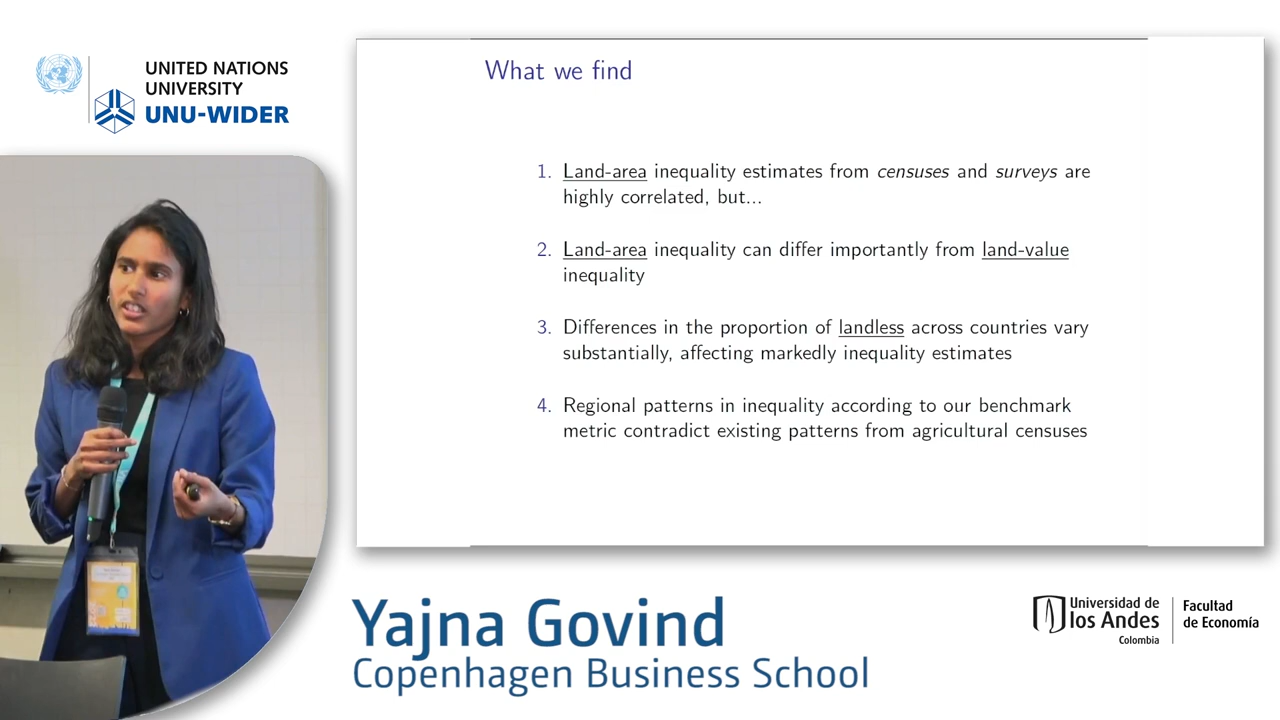 UNITED NATIONS
UNIVERSITY
UNU-WIDER
What we find
1. Land-area inequality estimates from censuses and surveys are
highly correlated, but...
2. Land-area inequality can differ importantly from land-value
inequality
3. Differences in the proportion of landless across countries vary
substantially, affecting markedly inequality estimates
4. Regional patterns in inequality according to our benchmark
metric contradict existing patterns from agricultural censuses
Yajna Govind
Copenhagen Business School
Universidad de
los Andes
Colombia
Facultad
de Economía